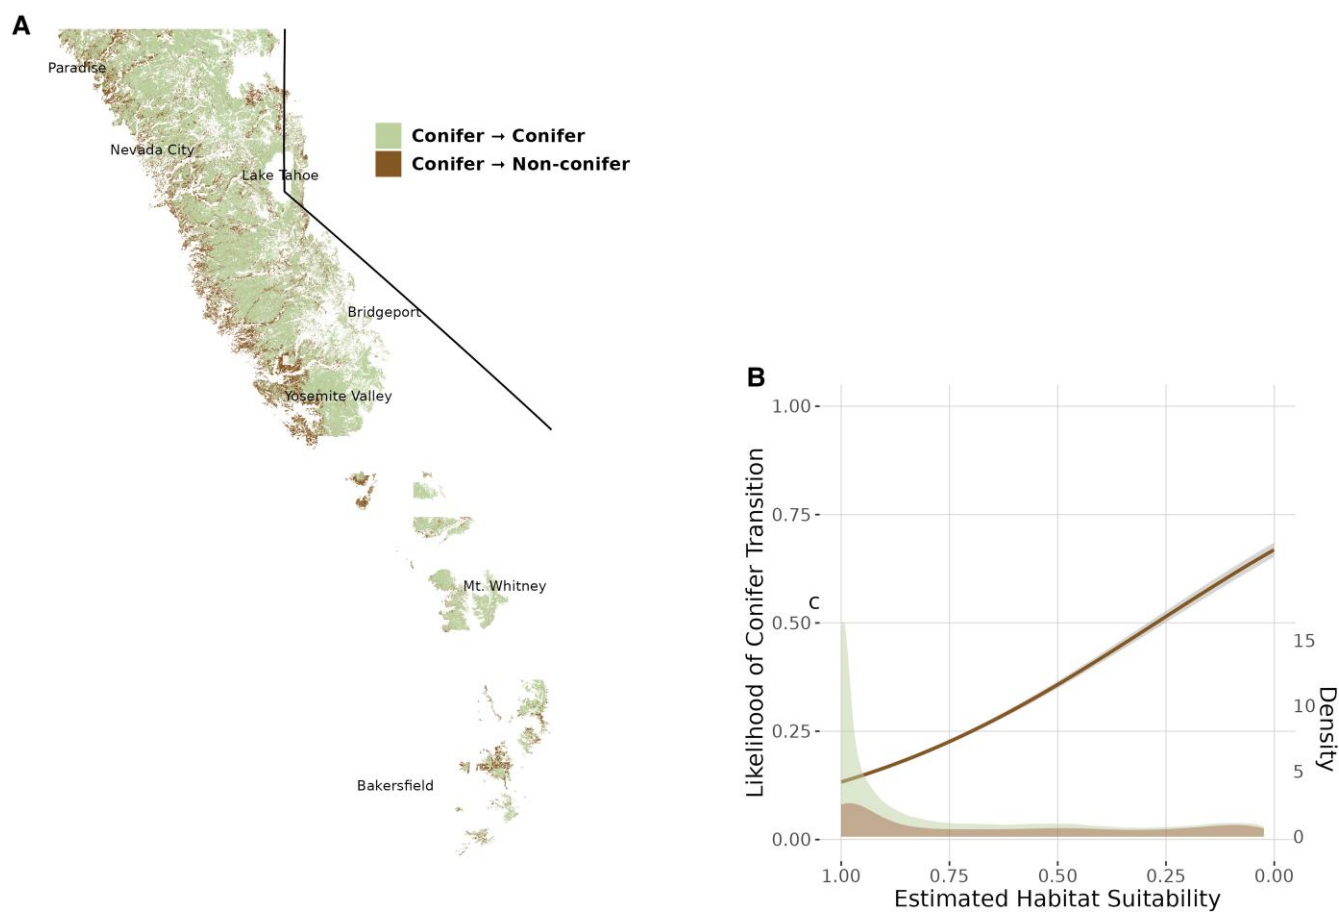 A
Paradise
Conifer → Conifer
Nevada City
Conifer → Non-conifer
Lake Tahoe
Bridgeport
Yosemite Valley
Mt. Whitney
Bakersfield
B
1.00
0.75
0.50
0.25
0.00
Likelihood of Conifer Transition
c
15
10
5
0
Density
1.00 0.75 0.50 0.25 0.00
Estimated Habitat Suitability